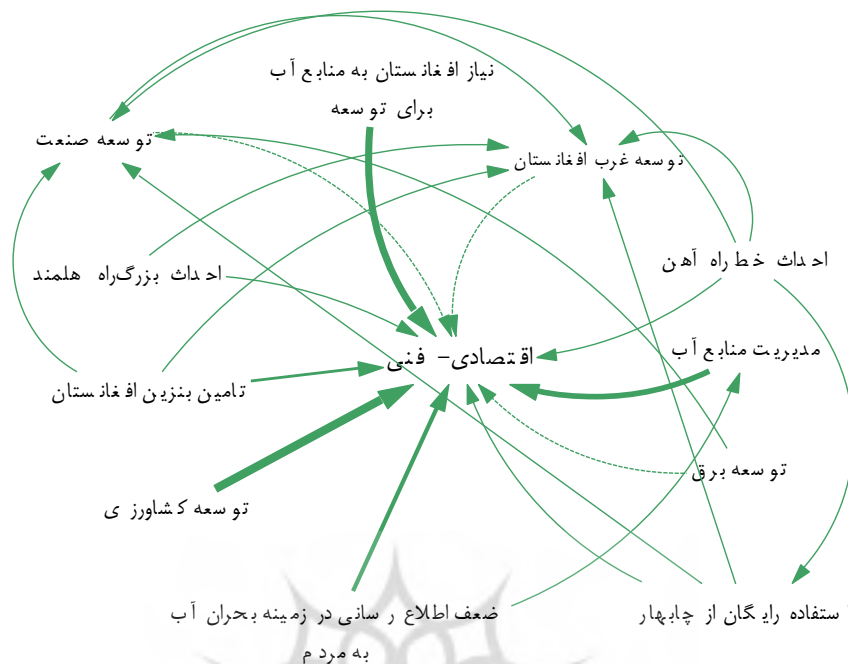 نیاز افغانستان به منابع آب
برای توسعه
توسعه صنعت
توسعه غرب افغانستان
احداث خط راه آهن
احداث بزرگراه هلمند
مدیریت منابع آب
اقتصادی- فنی
تامین بنزین افغانستان
توسعه برق
توسعه کشاورزی
ستفاده رایگان از چابهار
ضعف اطلاع رسانی در زمینه بحران آب
به مردم